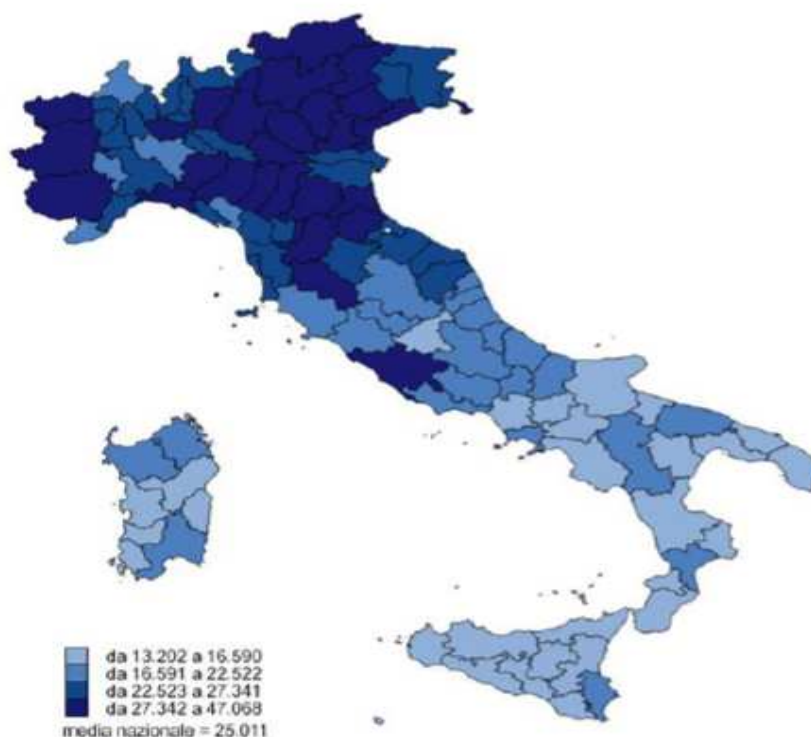 da 13.202 a 16.590
da 16.591 a 22.522
da 22.523 a 27.341
da 27.342 a 47.068
media nazionale = 25.011